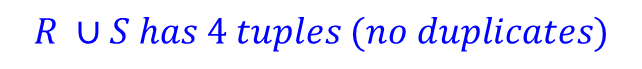 R ∪ S has 4 tuples (no duplicates)